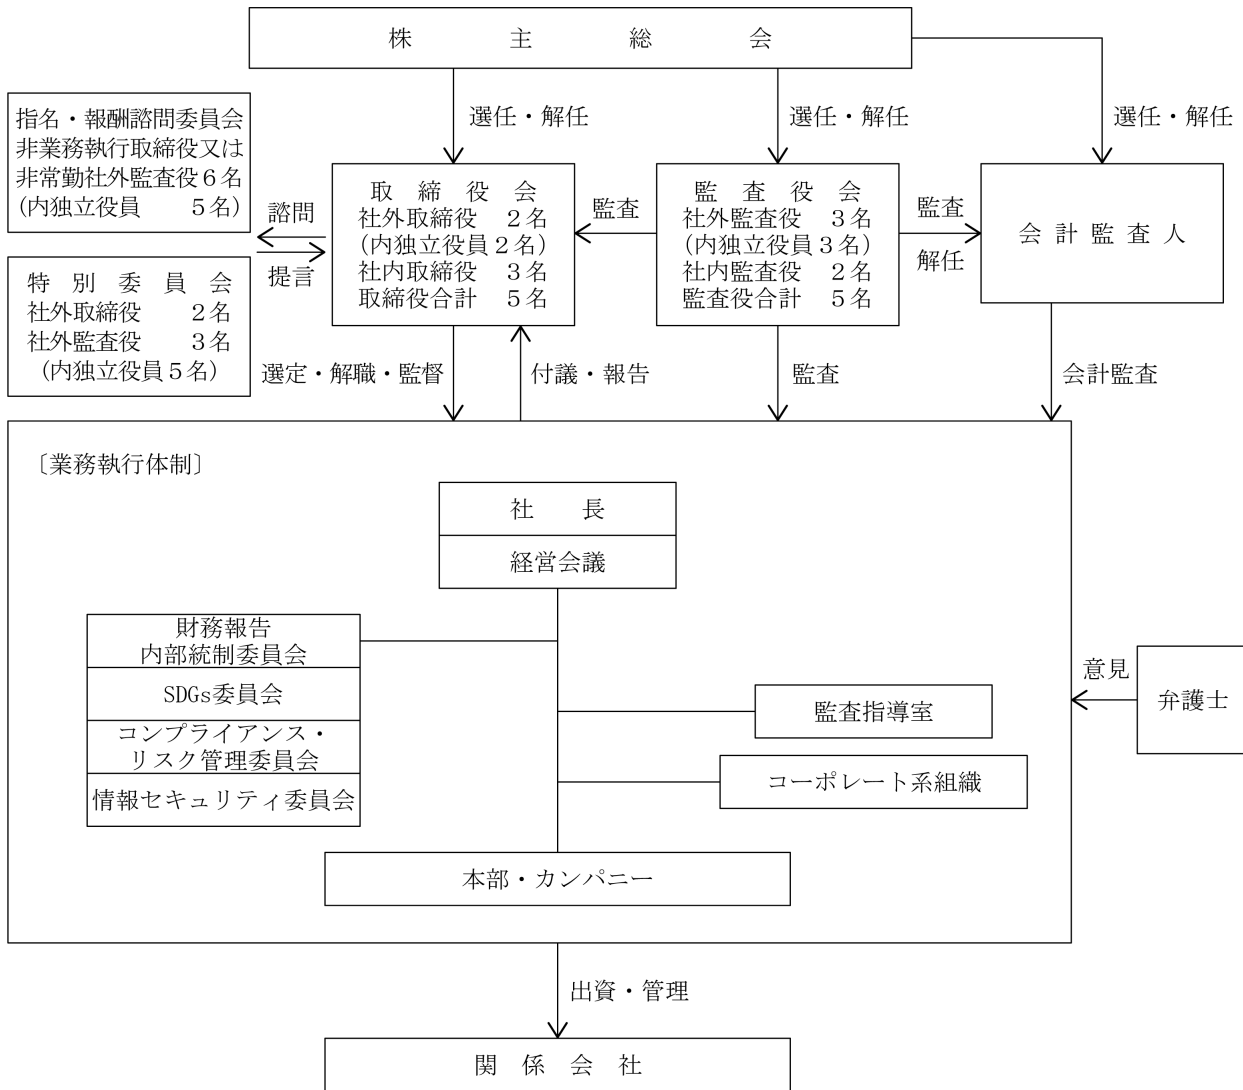 株主総会
選任・解任
選任・解任
選任・解任
指名・報酬諮問委員会
非業務執行取締役又は
非常勤社外監査役6名
(内独立役員 5名)
諮問
提言
特別委員会
社外取締役 2名
社外監査役 3名
(内独立役員5名)
取締役会
社外取締役 2名
(内独立役員2名)
社内取締役 3名
取締役合計 5名
監査
監査役会
社外監査役 3名
(内独立役員3名)
社内監査役 2名
監査役合計 5名
監査
解任
会計監査人
選定・解職・監督
付議・報告
監査
会計監査
〔業務執行体制〕
社長
経営会議
財務報告
内部統制委員会
SDGs委員会
コンプライアンス・
リスク管理委員会
情報セキュリティ委員会
監査指導室
コーポレート系組織
本部・カンパニー
意見
弁護士
出資・管理
関係会社